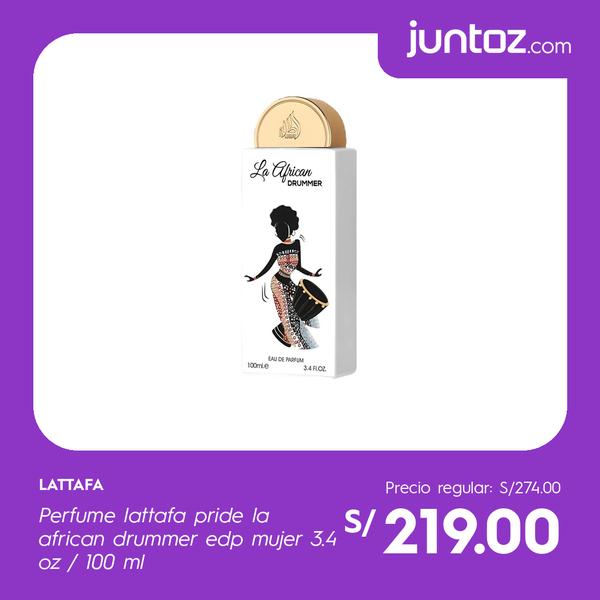 juntoz.com
La African
DRUMMER
EAU DE PARFUM
100ml.e 3.4 FL.OZ.
LATTAFA
Perfume lattafa pride la
african drummer edp mujer 3.4
oz / 100 ml
Precio regular: S/274.00
S/219.00